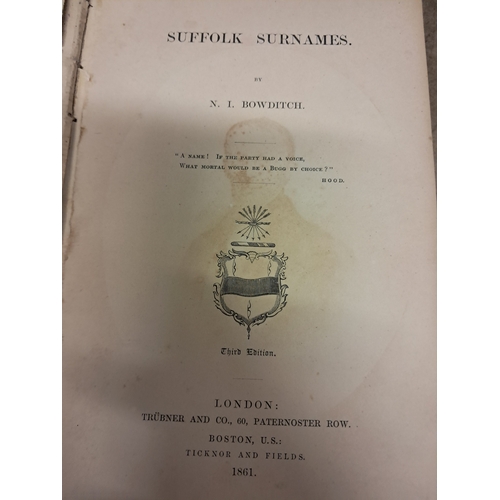 SUFFOLK SURNAMES.
BY
N. I. BOWDITCH.
"A NAME! IF THE PARTY HAD A VOICE,
WHAT MORTAL WOULD BE A BUGG BY CHOICE?"
HOOD.
Third Edition.
LONDON:
TRÜBNER AND CO., 60, PATERNOSTER ROW.
BOSTON, U.S.:
TICKNOR AND FIELDS.
1861.